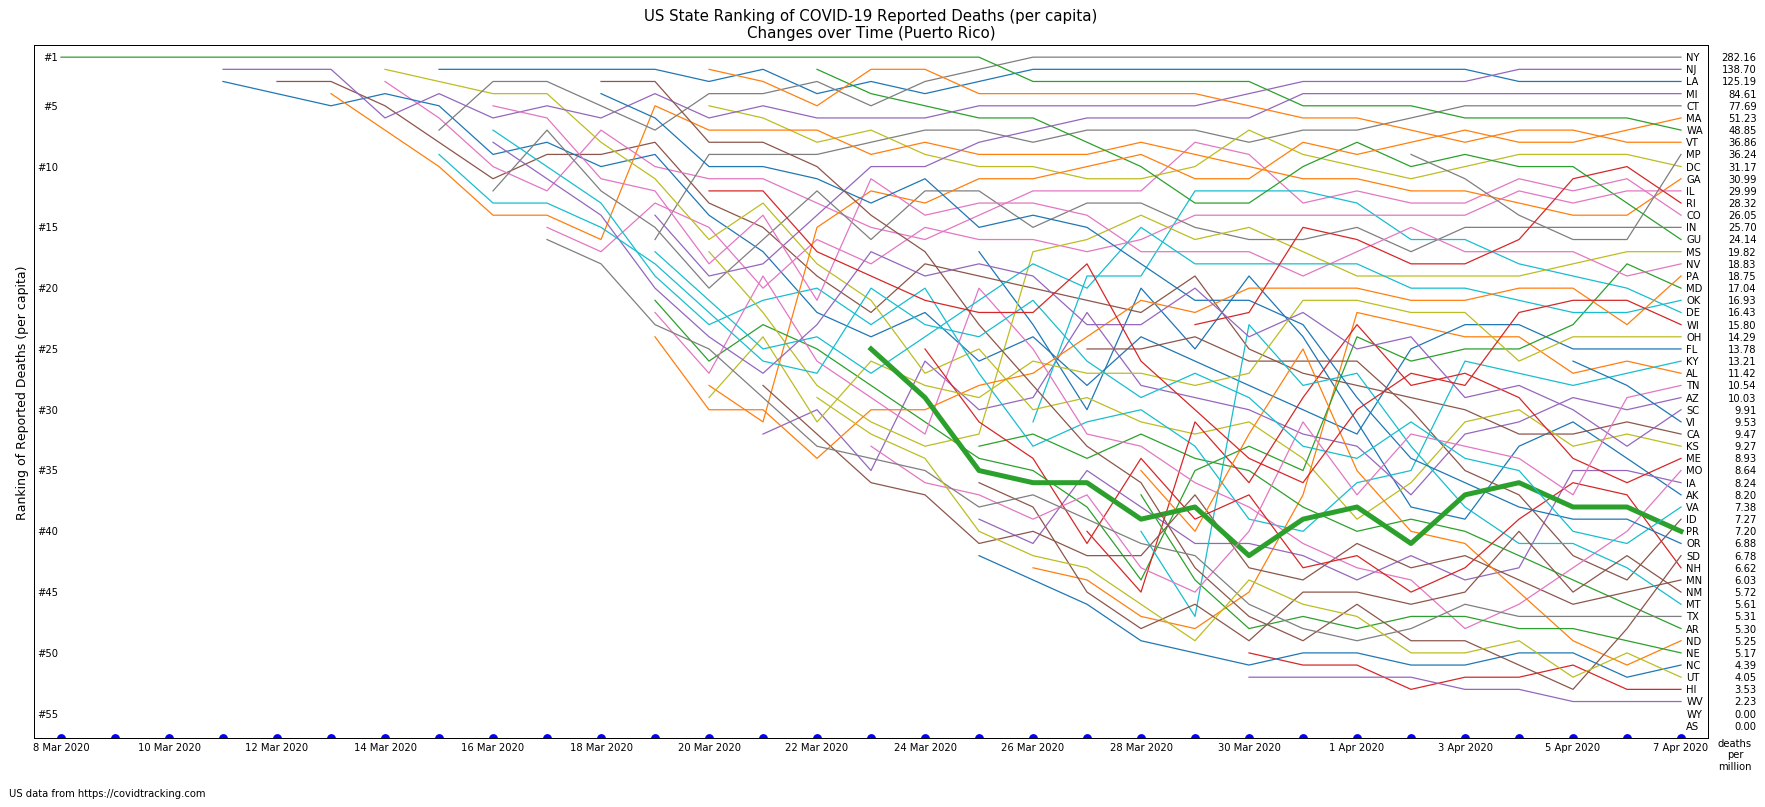 US State Ranking of COVID-19 Reported Deaths (per capita)
Changes over Time (Puerto Rico)
Ranking of Reported Deaths (per capita)
#1
#5
#10
#15
#20
#25
#30
#35
#40
#45
#50
#55
NY 282.16
NJ 138.70
LA 125.19
MI 84.61
CT 77.69
MA 51.23
WA 48.85
VT 36.86
MP 36.24
DC 31.17
GA 30.99
IL 29.99
RI 28.32
CO 26.05
IN 25.70
GU 24.14
MS 19.82
NV 18.83
PA 18.75
MD 17.04
OK 16.93
DE 16.43
WI 15.80
OH 14.29
FL 13.78
KY 13.21
AL 11.42
TN 10.54
AZ 10.03
SC 9.91
VI 9.53
CA 9.47
KS 9.27
ME 8.93
MO 8.64
IA 8.24
AK 8.20
VA 7.38
ID 7.27
PR 7.20
OR 6.88
SD 6.78
NH 6.62
MN 6.03
NM 5.72
MT 5.61
TX 5.31
AR 5.30
ND 5.25
NE 5.17
NC 4.39
UT 4.05
HI 3.53
WV 2.23
WY 0.00
AS 0.00
8 Mar 2020 10 Mar 2020 12 Mar 2020 14 Mar 2020 16 Mar 2020 18 Mar 2020 20 Mar 2020 22 Mar 2020 24 Mar 2020 26 Mar 2020 28 Mar 2020 30 Mar 2020 1 Apr 2020 3 Apr 2020 5 Apr 2020 7 Apr 2020
deaths
per
million
US data from https://covidtracking.com